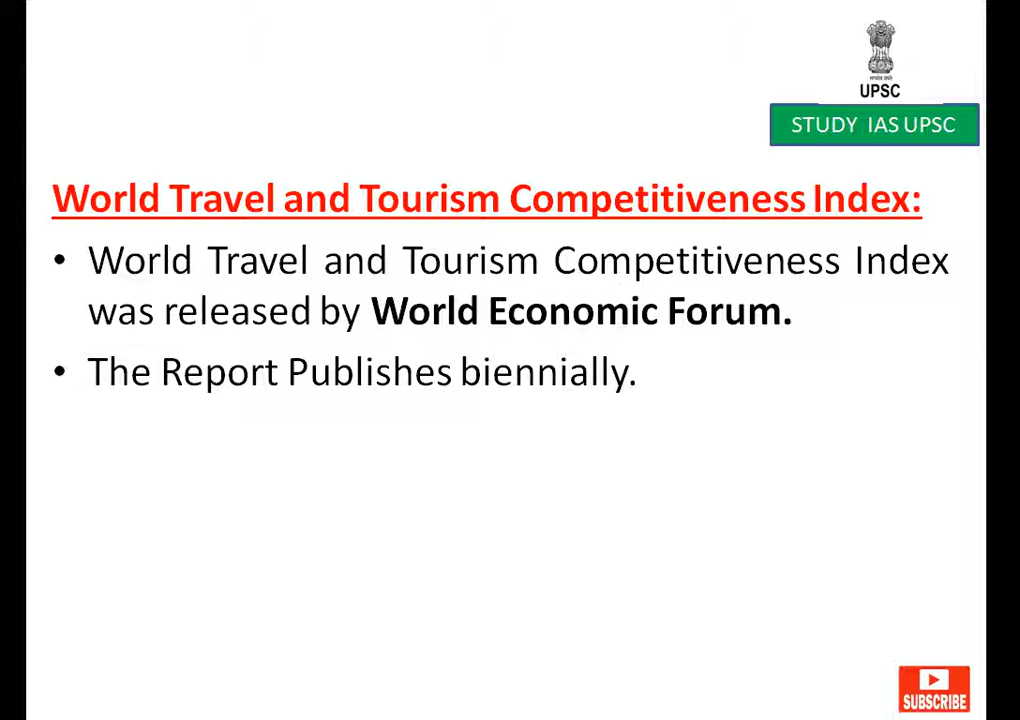 UPSC
STUDY IAS UPSC
World Travel and Tourism Competitiveness Index:
• World Travel and Tourism Competitiveness Index
was released by World Economic Forum.
• The Report Publishes biennially.
SUBSCRIBE